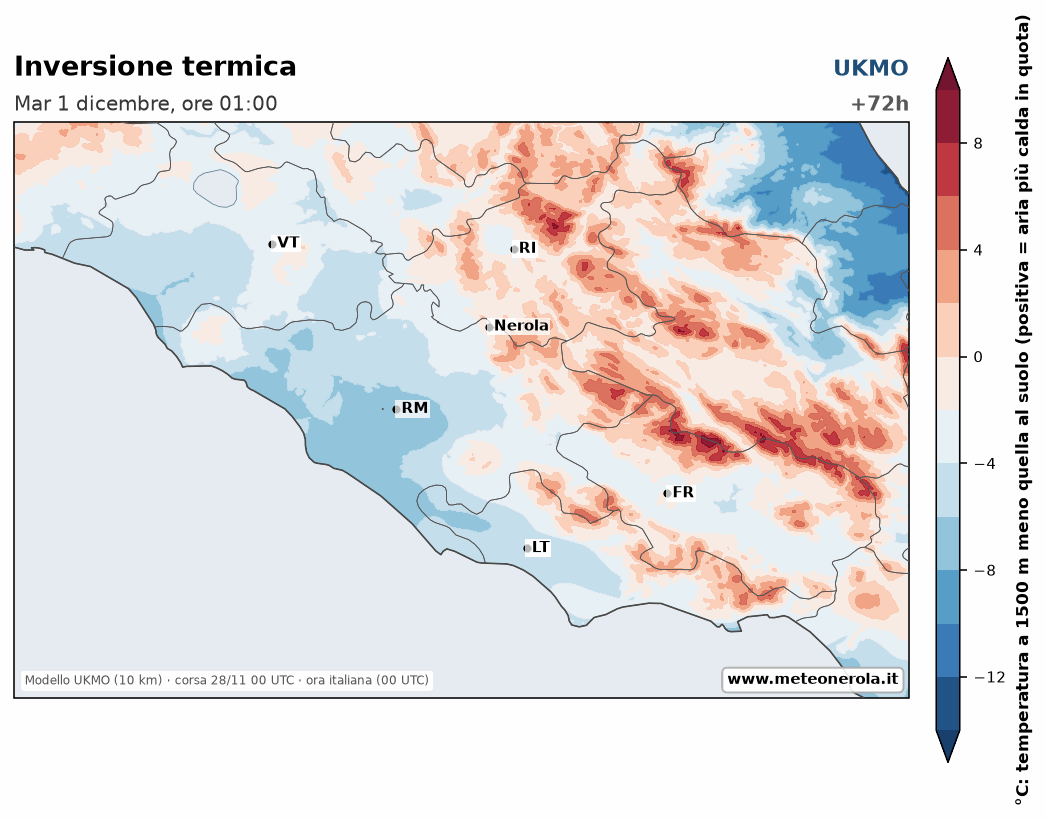 Inversione termica
UKMO
Mar 1 dicembre, ore 01:00
+72h
VT
RI
Nerola
RM
FR
LT
Modello UKMO (10 km) · corsa 28/11 00 UTC · ora italiana (00 UTC)
www.meteonerola.it
8
4
0
−4
−8
−12
°C: temperatura a 1500 m meno quella al suolo (positiva = aria più calda in quota)